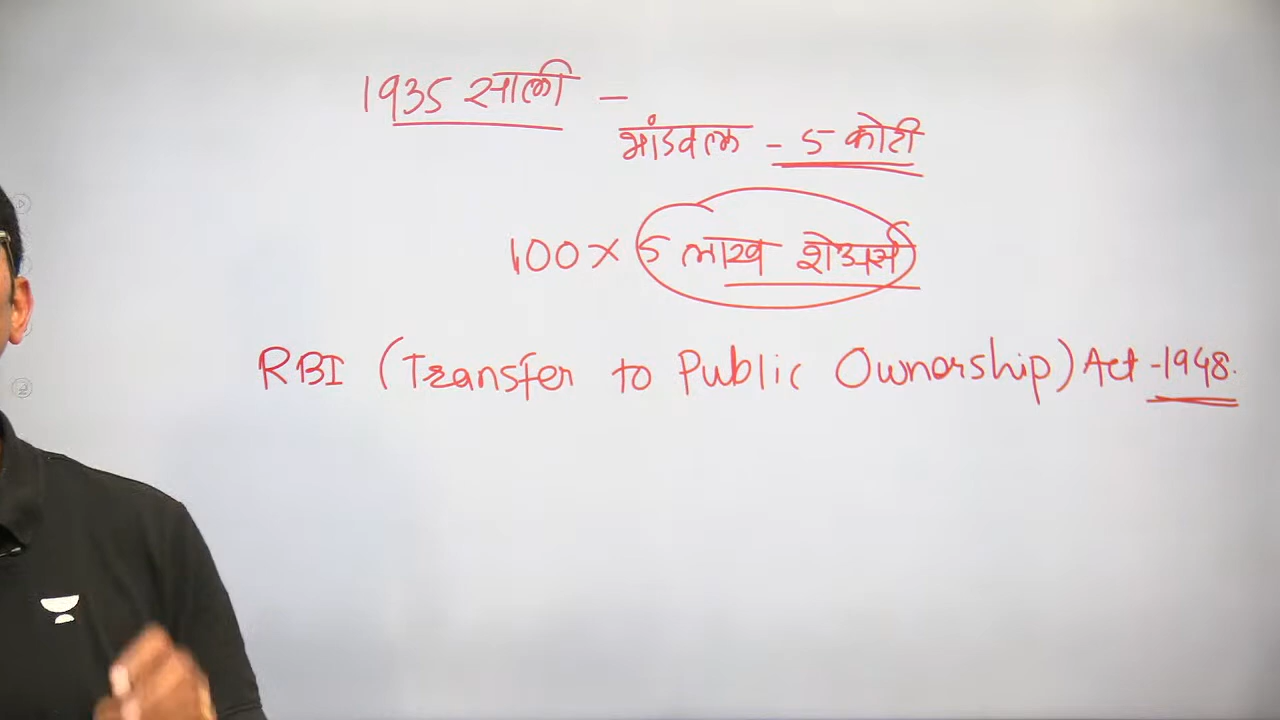 1935 साली -
भांडवल - 5 कोटी
100 x 5 लाख शेअर्स
RBI (Transfer to Public Ownership) Act -1948.